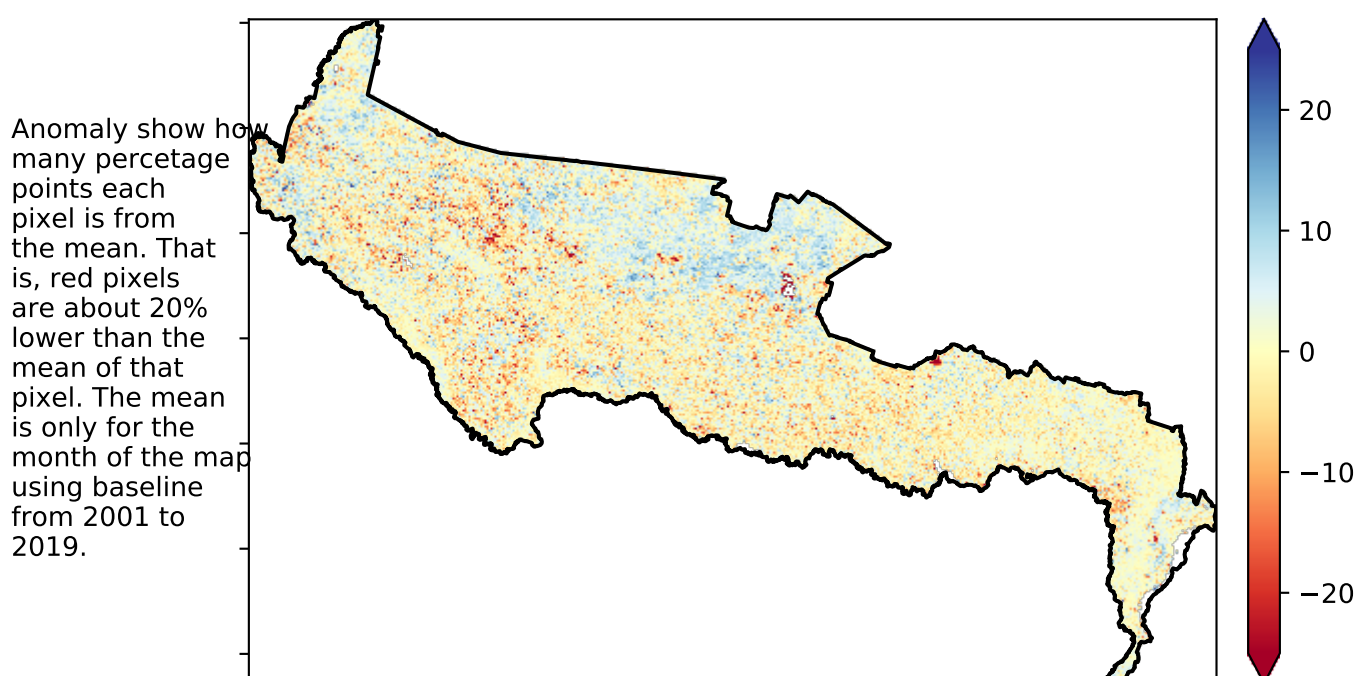 Anomaly show how
many percetage
points each
pixel is from
the mean. That
is, red pixels
are about 20%
lower than the
mean of that
pixel. The mean
is only for the
month of the map
using baseline
from 2001 to
2019.
20
10
0
−10
−20